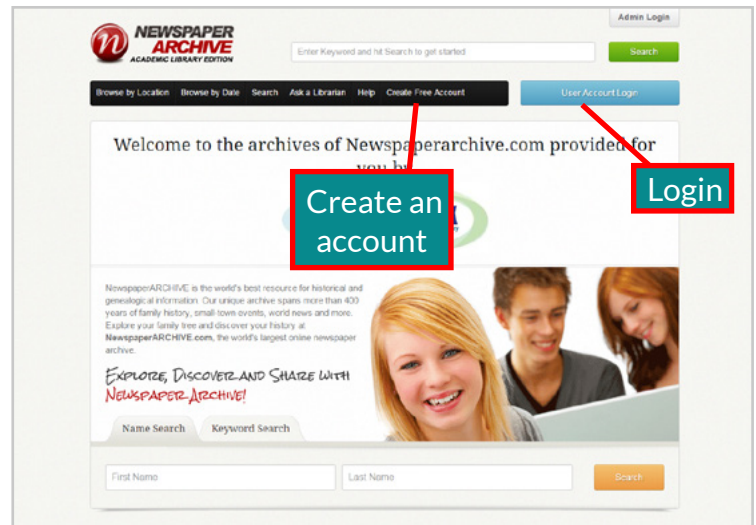 Admin Login
NEWSPAPER
ARCHIVE
ACADEMIC LIBRARY EDITION
Enter Keyword and hit Search to get started
Search
Browse by Location Browse by Date Search Ask a Librarian Help Create Free Account
User Account Login
Welcome to the archives of Newspaperarchive.com provided for
you by
Create an
account
Login
NewspaperARCHIVE is the world's best resource for historical and
genealogical information. Our unique archive spans more than 400
years of family history, small-town events, world news and more.
Explore your family tree and discover your history at
NewspaperARCHIVE.com, the world's largest online newspaper
archive.
EXPLORE, DISCOVER AND SHARE WITH
NEWSPAPER ARCHIVE!
Name Search Keyword Search
First Name Last Name Search